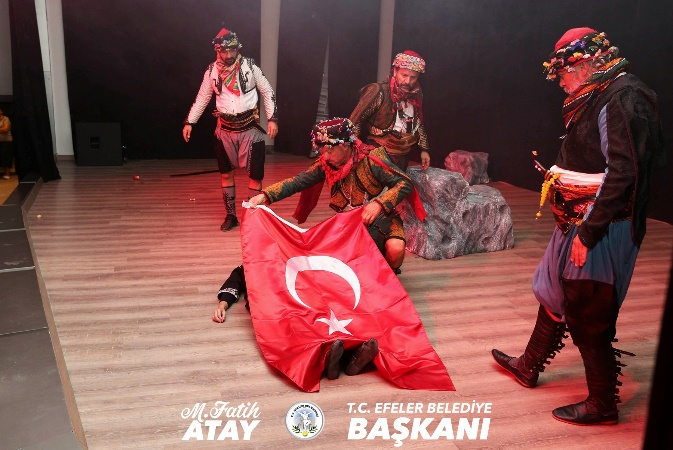 M. Fatih
ATAY
T.C. EFELER BELEDİYE
BAŞKANI